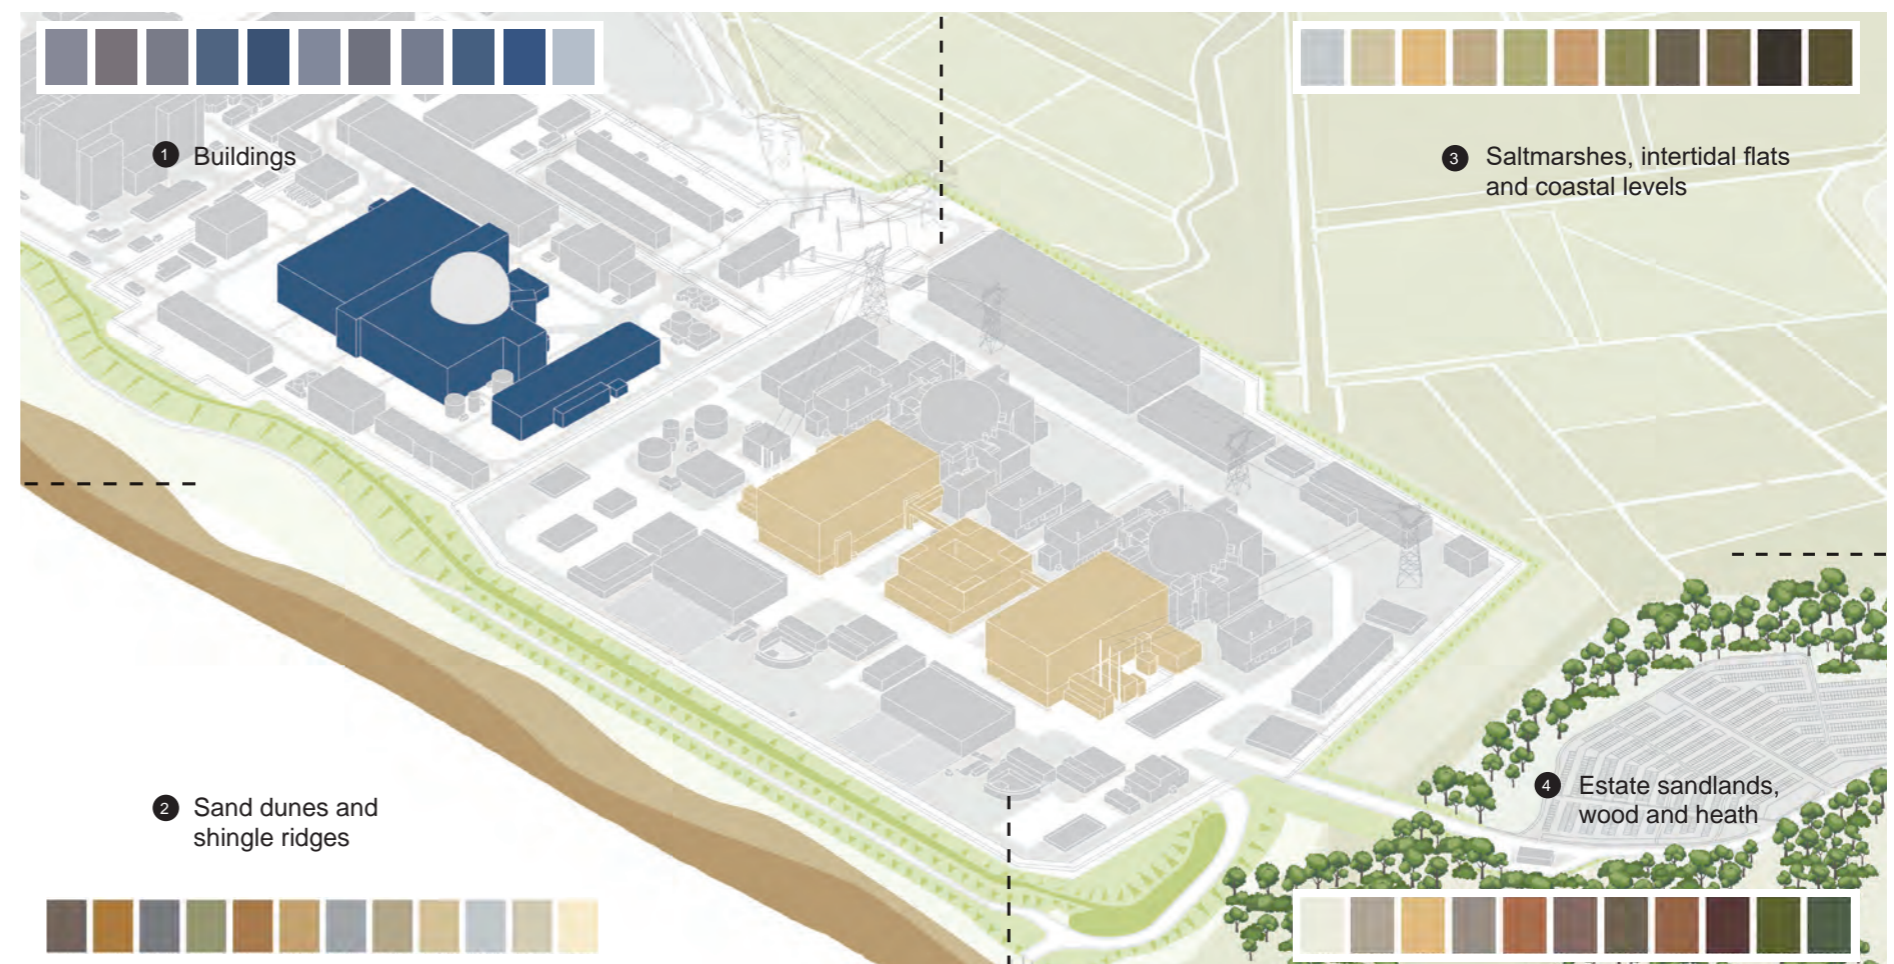 1 Buildings
3 Saltmarshes, intertidal flats
and coastal levels
2 Sand dunes and
shingle ridges
4 Estate sandlands,
wood and heath